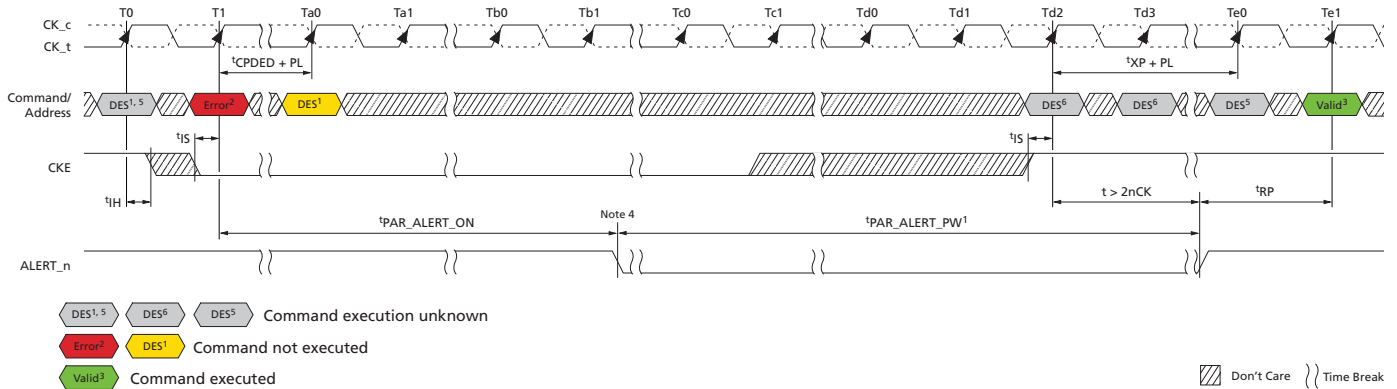 T0 T1 Ta0 Ta1 Tb0 Tb1 Tc0 Tc1 Td0 Td1 Td2 Td3 Te0 Te1
CK_c
CK_t
tCPDED + PL
tXP + PL
Command/
Address
DES1, 5
Error2
DES1
DES6
DES6
DES5
Valid3
tIS
tIS
CKE
tIH
t > 2nCK
tRP
tPAR_ALERT_ON
Note 4
tPAR_ALERT_PW1
ALERT_n
DES1, 5 DES6 DES5 Command execution unknown
Error2 DES1 Command not executed
Valid3 Command executed
Don't Care
Time Break